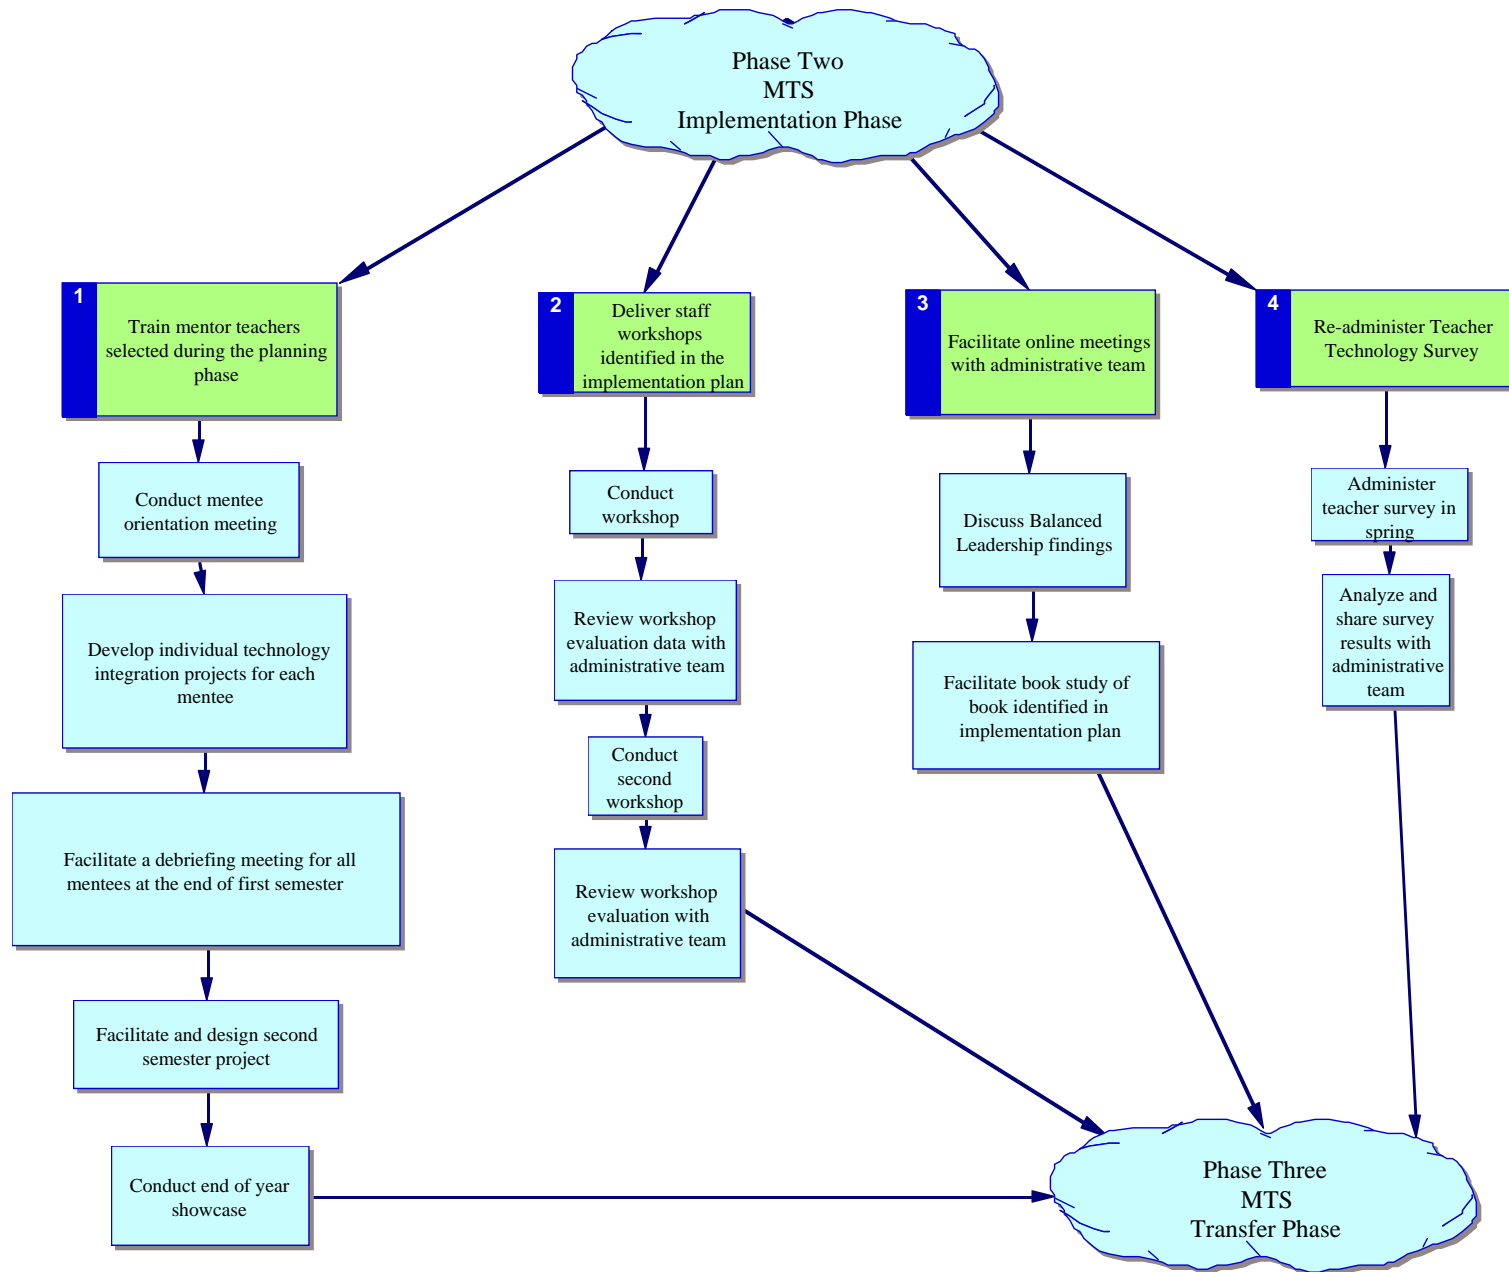 Phase Two
MTS
Implementation Phase
1
Train mentor teachers
selected during the planning
phase
Conduct mentee
orientation meeting
Develop individual technology
integration projects for each
mentee
Facilitate a debriefing meeting for all
mentees at the end of first semester
Facilitate and design second
semester project
Conduct end of year
showcase
2
Deliver staff
workshops
identified in the
implementation plan
Conduct
workshop
Review workshop
evaluation data with
administrative team
Conduct
second
workshop
Review workshop
evaluation with
administrative team
3
Facilitate online meetings
with administrative team
Discuss Balanced
Leadership findings
Facilitate book study of
book identified in
implementation plan
4
Re-administer Teacher
Technology Survey
Administer
teacher survey in
spring
Analyze and
share survey
results with
administrative
team
Phase Three
MTS
Transfer Phase